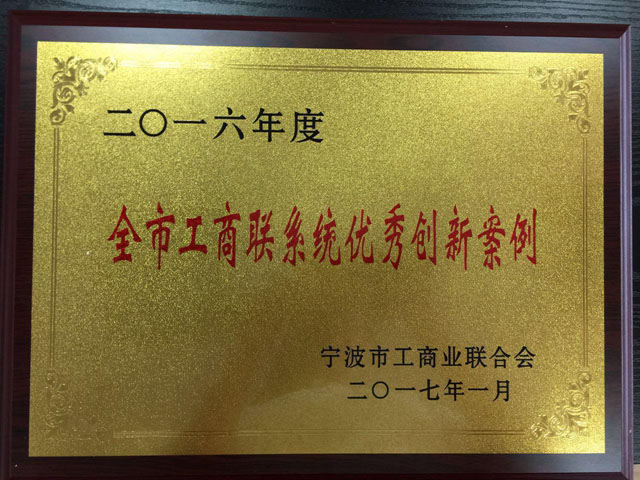 二〇一六年度
全市工商联系统优秀创新案例
宁波市工商业联合会
二〇一七年一月